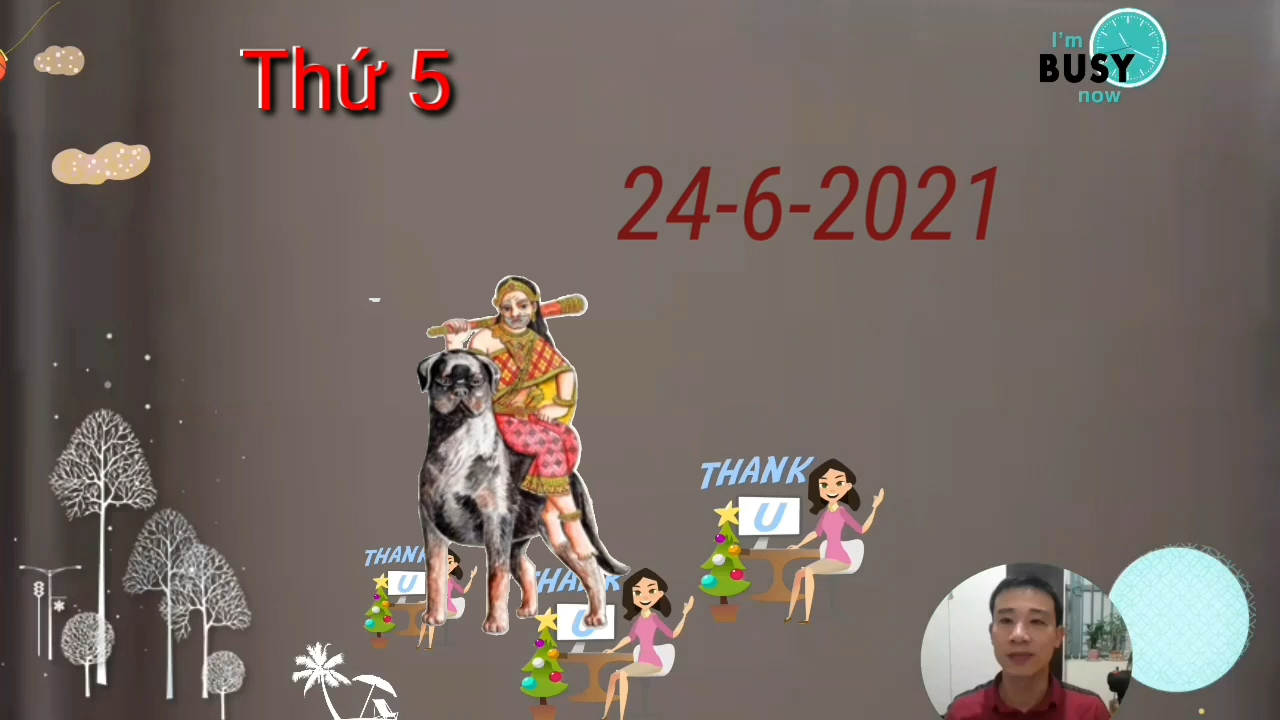 Thứ 5
I'm
BUSY
now
24-6-2021
THANK
U
THANK
U
THANK
U